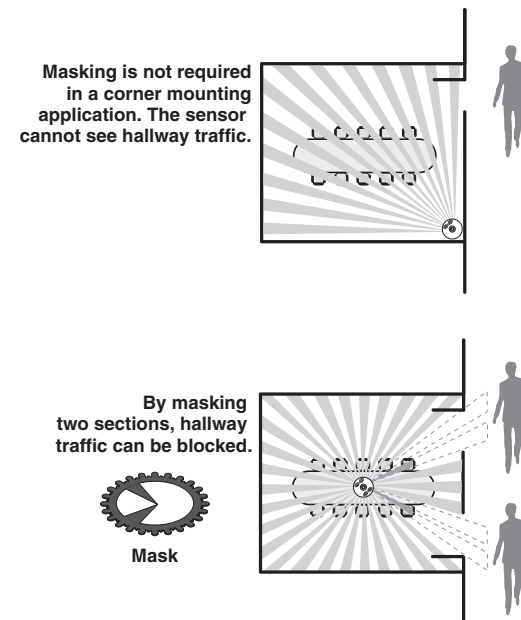 Masking is not required
in a corner mounting
application. The sensor
cannot see hallway traffic.
By masking
two sections, hallway
traffic can be blocked.
Mask